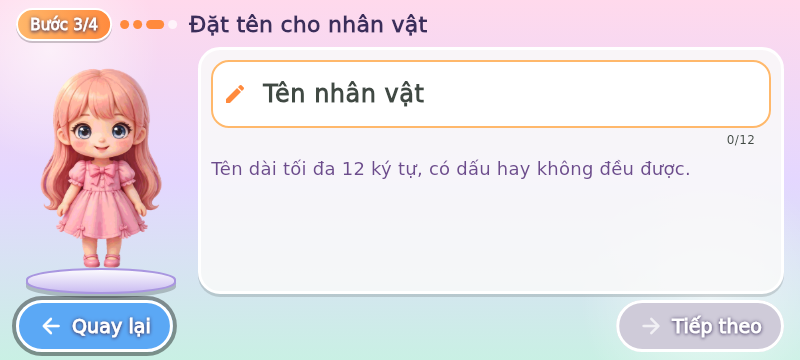 Bước 3/4
Đặt tên cho nhân vật
Tên nhân vật
0/12
Tên dài tối đa 12 ký tự, có dấu hay không đều được.
Quay lại
Tiếp theo